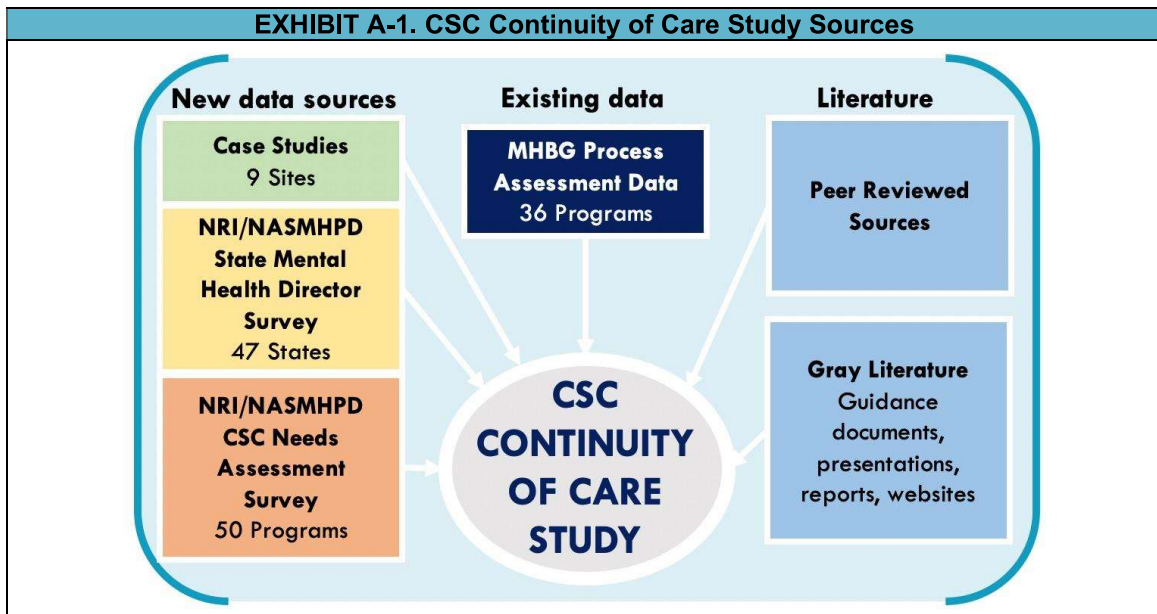 EXHIBIT A-1. CSC Continuity of Care Study Sources
New data sources
Case Studies
9 Sites
NRI/NASMHPD
State Mental
Health Director
Survey
47 States
NRI/NASMHPD
CSC Needs
Assessment
Survey
50 Programs
Existing data
MHBG Process
Assessment Data
36 Programs
CSC
CONTINUITY
OF CARE
STUDY
Literature
Peer Reviewed
Sources
Gray Literature
Guidance
documents,
presentations,
reports, websites